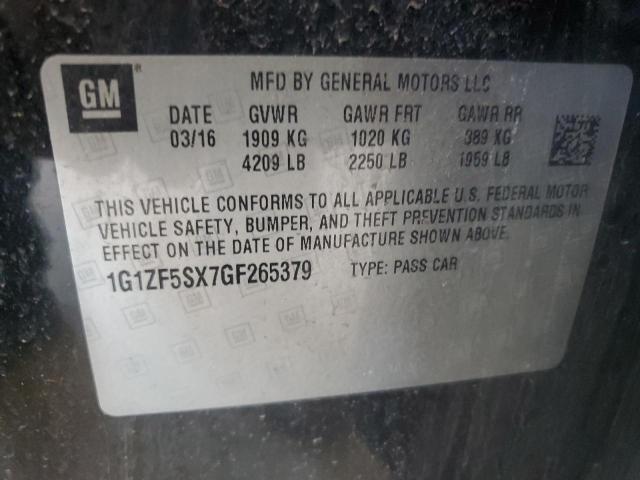 GM
MFD BY GENERAL MOTORS LLC
DATE GVWR GAWR FRT GAWR RR
03/16 1909 KG 1020 KG 889 KG
4209 LB 2250 LB 1959 LB
THIS VEHICLE CONFORMS TO ALL APPLICABLE U.S. FEDERAL MOTOR
VEHICLE SAFETY, BUMPER, AND THEFT PREVENTION STANDARDS IN
EFFECT ON THE DATE OF MANUFACTURE SHOWN ABOVE.
1G1ZF5SX7GF265379 TYPE: PASS CAR